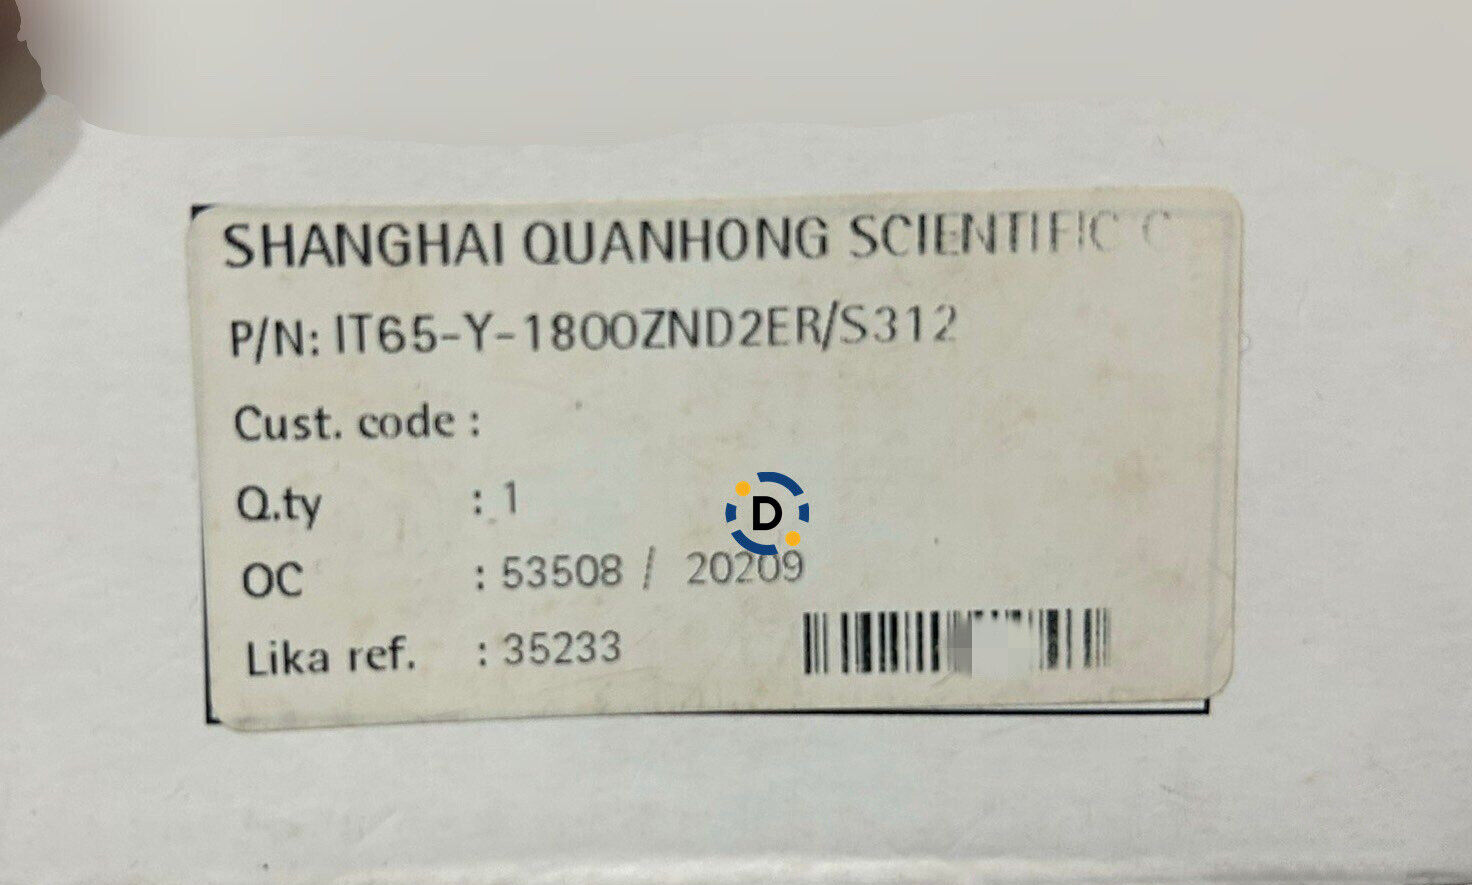 SHANGHAI QUANHONG SCIENTIFIC C
P/N: IT65-Y-1800ZND2ER/S312
Cust. code :
Q.ty : 1
D
OC : 53508 / 20209
Lika ref. : 35233